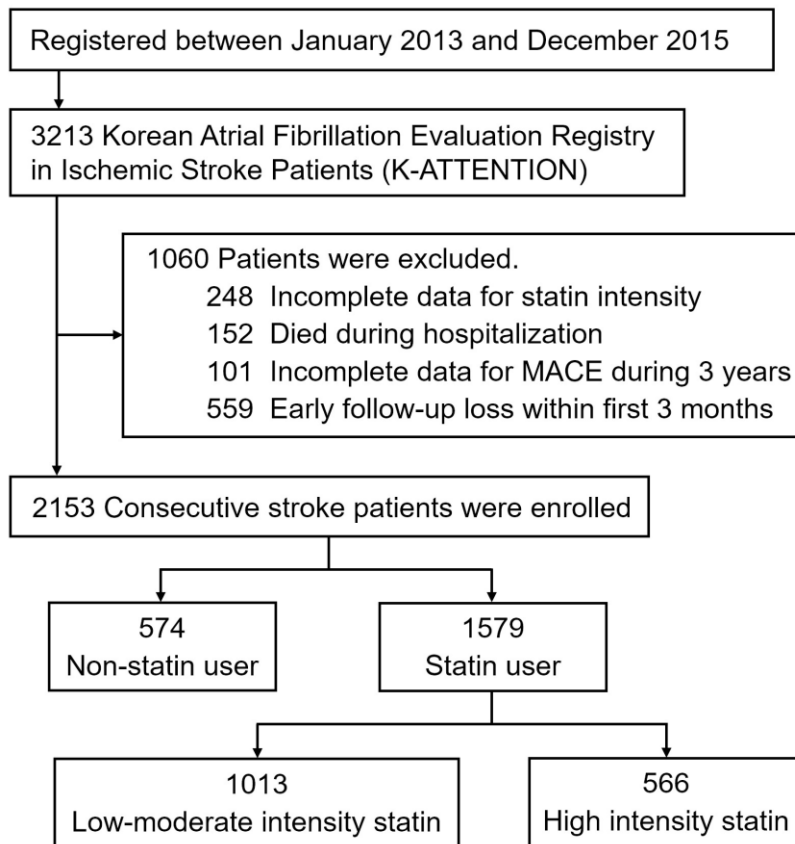 Registered between January 2013 and December 2015
3213 Korean Atrial Fibrillation Evaluation Registry
in Ischemic Stroke Patients (K-ATTENTION)
1060 Patients were excluded.
248 Incomplete data for statin intensity
152 Died during hospitalization
101 Incomplete data for MACE during 3 years
559 Early follow-up loss within first 3 months
2153 Consecutive stroke patients were enrolled
574
Non-statin user
1579
Statin user
1013
Low-moderate intensity statin
566
High intensity statin